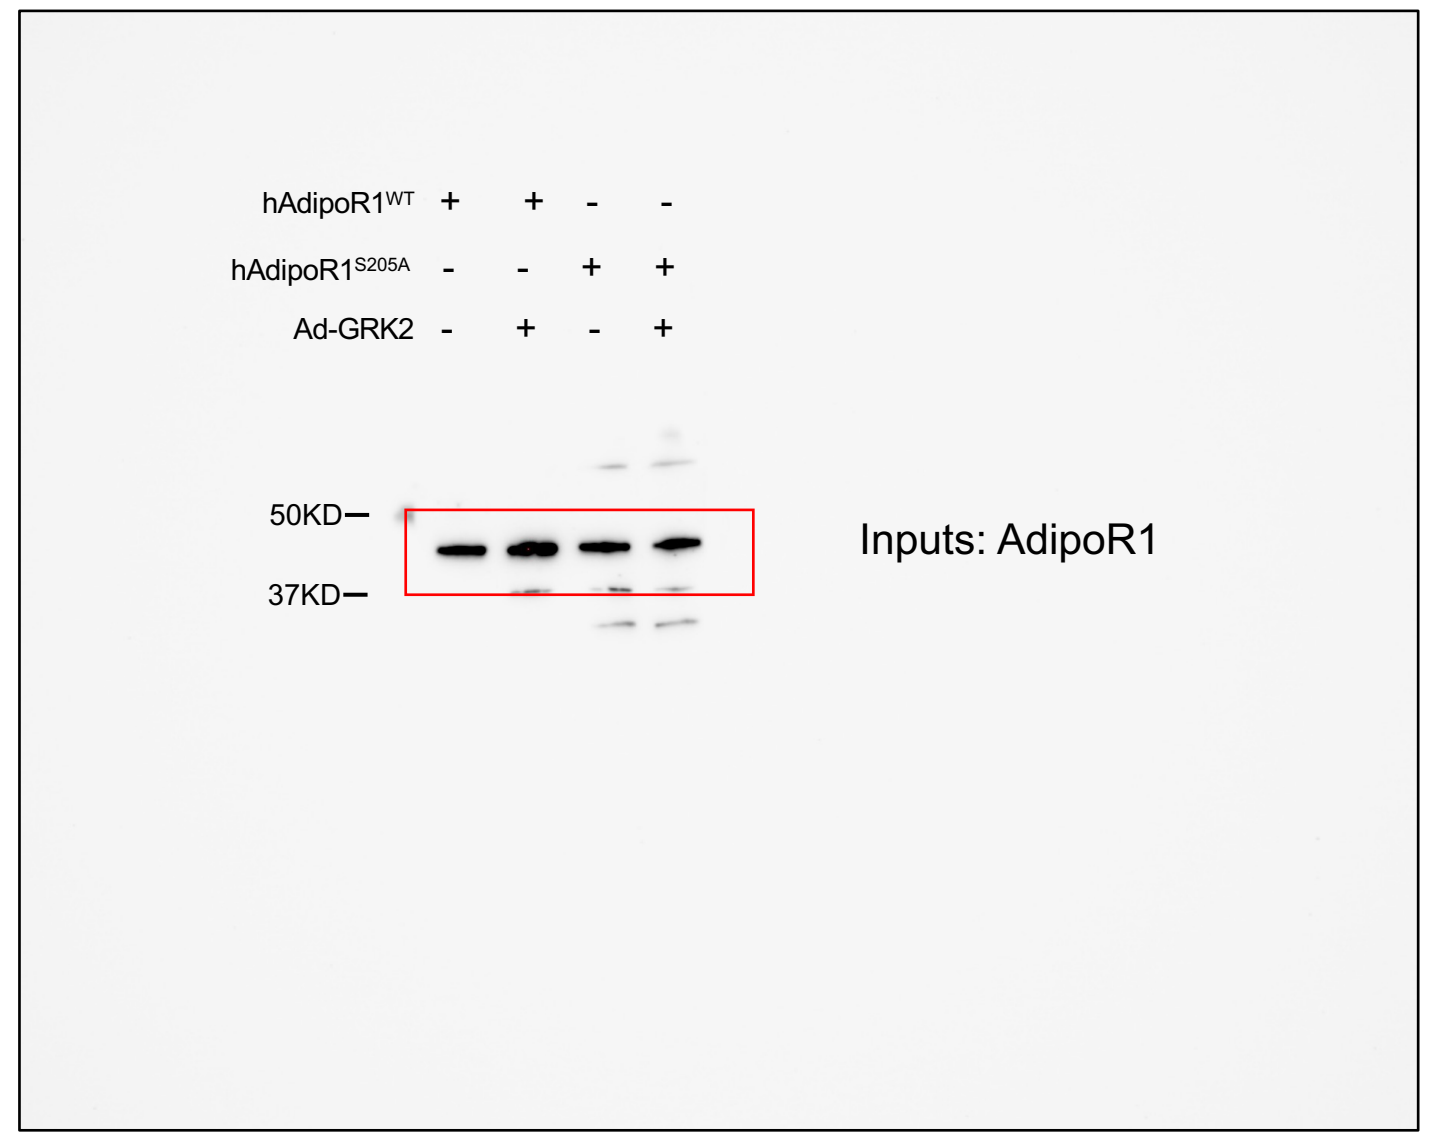 hAdipoR1ᵂᵀ + + - -
hAdipoR1ˢ²⁰⁵ᴬ - - + +
Ad-GRK2 - + - +
50KD
Inputs: AdipoR1
37KD